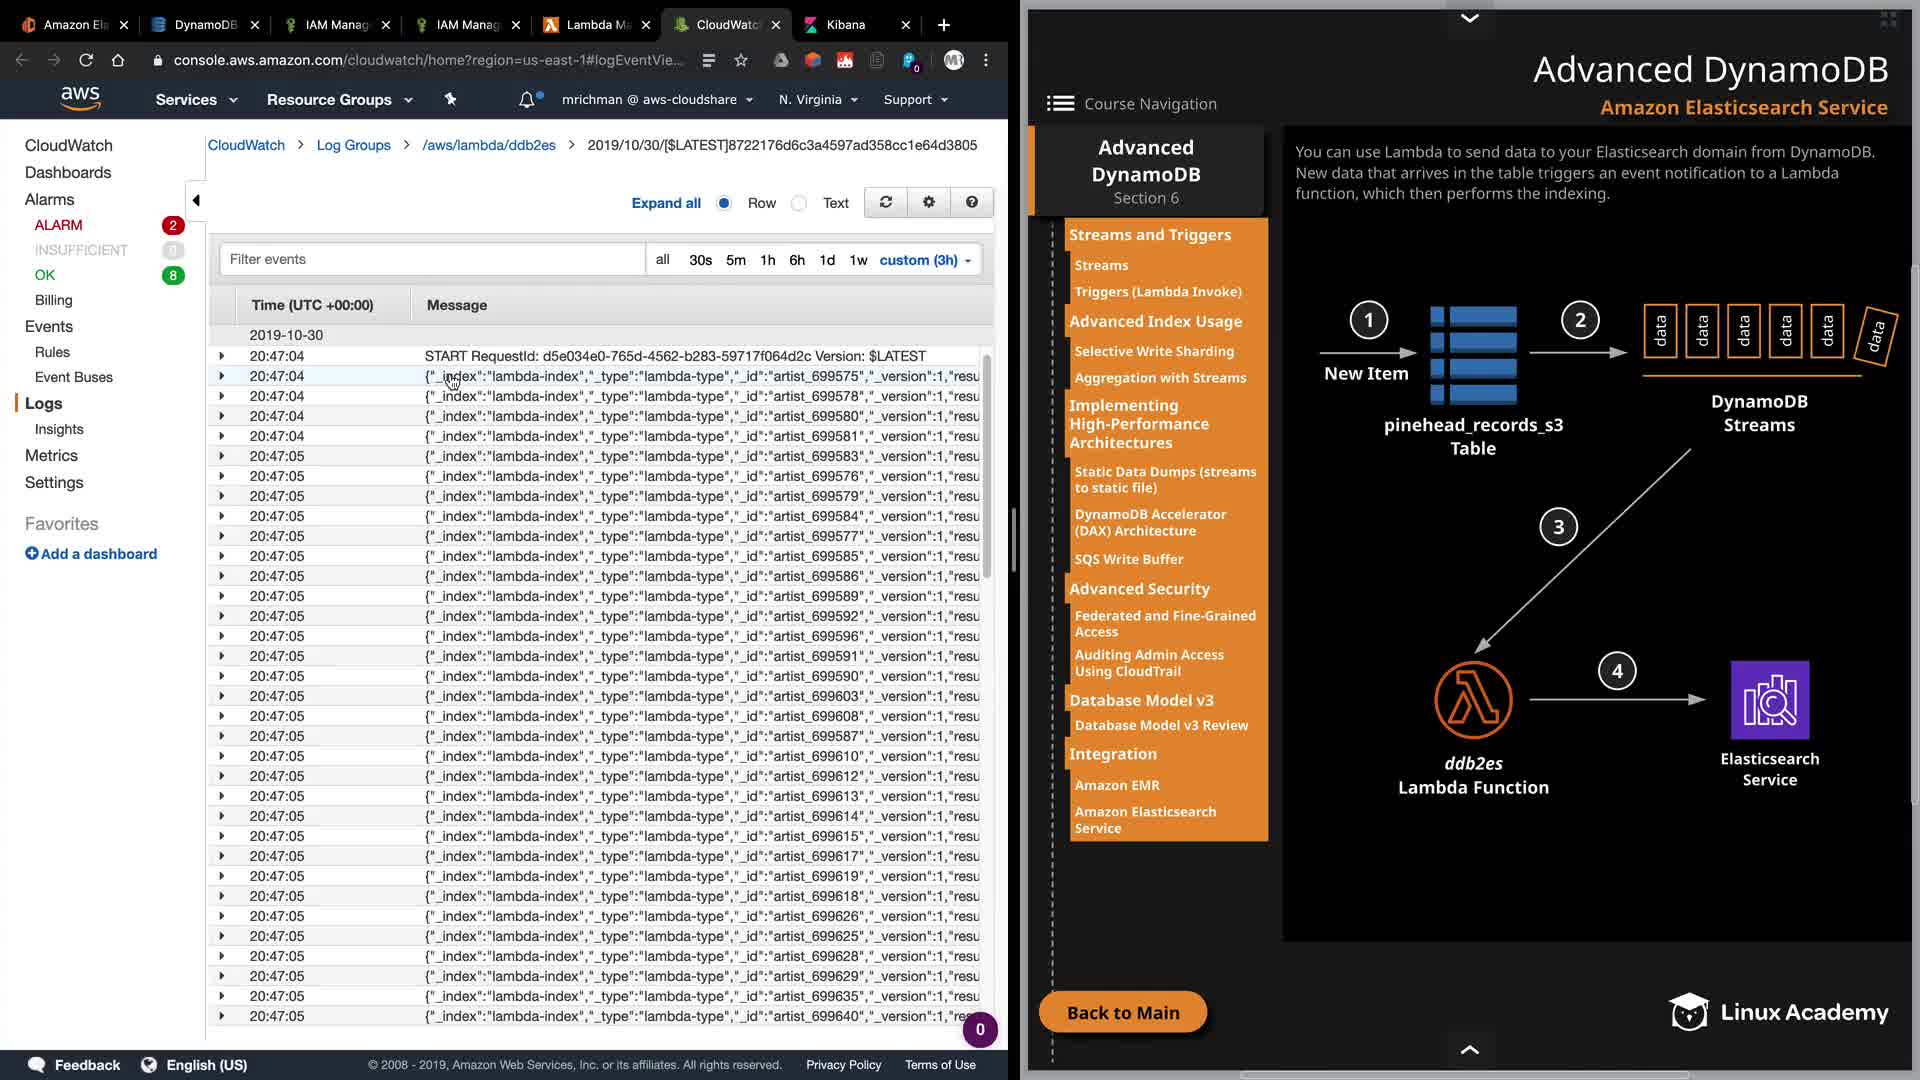 Amazon Ela
DynamoDB
IAM Manag
IAM Manag
Lambda Ma
CloudWatch
Kibana
console.aws.amazon.com/cloudwatch/home?region=us-east-1#logEventVie...
0
MR
aws
Services
Resource Groups
mrichman @ aws-cloudshare
N. Virginia
Support
CloudWatch
Dashboards
Alarms
ALARM 2
INSUFFICIENT 0
OK 8
Billing
Events
Rules
Event Buses
Logs
Insights
Metrics
Settings
Favorites
Add a dashboard
CloudWatch > Log Groups > /aws/lambda/ddb2es > 2019/10/30/[$LATEST]8722176d6c3a4597ad358cc1e64d3805
Expand all Row Text
Filter events
all 30s 5m 1h 6h 1d 1w custom (3h)
Time (UTC +00:00) Message
2019-10-30
20:47:04 START RequestId: d5e034e0-765d-4562-b283-59717f064d2c Version: $LATEST
20:47:04 {"_index":"lambda-index","_type":"lambda-type","_id":"artist_699575","_version":1,"resu
20:47:04 {"_index":"lambda-index","_type":"lambda-type","_id":"artist_699578","_version":1,"resu
20:47:04 {"_index":"lambda-index","_type":"lambda-type","_id":"artist_699580","_version":1,"resu
20:47:04 {"_index":"lambda-index","_type":"lambda-type","_id":"artist_699581","_version":1,"resu
20:47:05 {"_index":"lambda-index","_type":"lambda-type","_id":"artist_699583","_version":1,"resu
20:47:05 {"_index":"lambda-index","_type":"lambda-type","_id":"artist_699576","_version":1,"resu
20:47:05 {"_index":"lambda-index","_type":"lambda-type","_id":"artist_699579","_version":1,"resu
20:47:05 {"_index":"lambda-index","_type":"lambda-type","_id":"artist_699584","_version":1,"resu
20:47:05 {"_index":"lambda-index","_type":"lambda-type","_id":"artist_699577","_version":1,"resu
20:47:05 {"_index":"lambda-index","_type":"lambda-type","_id":"artist_699585","_version":1,"resu
20:47:05 {"_index":"lambda-index","_type":"lambda-type","_id":"artist_699586","_version":1,"resu
20:47:05 {"_index":"lambda-index","_type":"lambda-type","_id":"artist_699589","_version":1,"resu
20:47:05 {"_index":"lambda-index","_type":"lambda-type","_id":"artist_699592","_version":1,"resu
20:47:05 {"_index":"lambda-index","_type":"lambda-type","_id":"artist_699596","_version":1,"resu
20:47:05 {"_index":"lambda-index","_type":"lambda-type","_id":"artist_699591","_version":1,"resu
20:47:05 {"_index":"lambda-index","_type":"lambda-type","_id":"artist_699590","_version":1,"resu
20:47:05 {"_index":"lambda-index","_type":"lambda-type","_id":"artist_699603","_version":1,"resu
20:47:05 {"_index":"lambda-index","_type":"lambda-type","_id":"artist_699608","_version":1,"resu
20:47:05 {"_index":"lambda-index","_type":"lambda-type","_id":"artist_699587","_version":1,"resu
20:47:05 {"_index":"lambda-index","_type":"lambda-type","_id":"artist_699610","_version":1,"resu
20:47:05 {"_index":"lambda-index","_type":"lambda-type","_id":"artist_699612","_version":1,"resu
20:47:05 {"_index":"lambda-index","_type":"lambda-type","_id":"artist_699613","_version":1,"resu
20:47:05 {"_index":"lambda-index","_type":"lambda-type","_id":"artist_699614","_version":1,"resu
20:47:05 {"_index":"lambda-index","_type":"lambda-type","_id":"artist_699615","_version":1,"resu
20:47:05 {"_index":"lambda-index","_type":"lambda-type","_id":"artist_699617","_version":1,"resu
20:47:05 {"_index":"lambda-index","_type":"lambda-type","_id":"artist_699619","_version":1,"resu
20:47:05 {"_index":"lambda-index","_type":"lambda-type","_id":"artist_699618","_version":1,"resu
20:47:05 {"_index":"lambda-index","_type":"lambda-type","_id":"artist_699626","_version":1,"resu
20:47:05 {"_index":"lambda-index","_type":"lambda-type","_id":"artist_699625","_version":1,"resu
20:47:05 {"_index":"lambda-index","_type":"lambda-type","_id":"artist_699628","_version":1,"resu
20:47:05 {"_index":"lambda-index","_type":"lambda-type","_id":"artist_699629","_version":1,"resu
20:47:05 {"_index":"lambda-index","_type":"lambda-type","_id":"artist_699635","_version":1,"resu
20:47:05 {"_index":"lambda-index","_type":"lambda-type","_id":"artist_699640","_version":1,"resu
0
Feedback
English (US)
© 2008 - 2019, Amazon Web Services, Inc. or its affiliates. All rights reserved.
Privacy Policy
Terms of Use
Advanced DynamoDB
Amazon Elasticsearch Service
Course Navigation
Advanced
DynamoDB
Section 6
Streams and Triggers
Streams
Triggers (Lambda Invoke)
Advanced Index Usage
Selective Write Sharding
Aggregation with Streams
Implementing
High-Performance
Architectures
Static Data Dumps (streams
to static file)
DynamoDB Accelerator
(DAX) Architecture
SQS Write Buffer
Advanced Security
Federated and Fine-Grained
Access
Auditing Admin Access
Using CloudTrail
Database Model v3
Database Model v3 Review
Integration
Amazon EMR
Amazon Elasticsearch
Service
Back to Main
You can use Lambda to send data to your Elasticsearch domain from DynamoDB.
New data that arrives in the table triggers an event notification to a Lambda
function, which then performs the indexing.
1
New Item
pinehead_records_s3
Table
2
data data data data data data
DynamoDB
Streams
3
ddb2es
Lambda Function
4
Elasticsearch
Service
Linux Academy